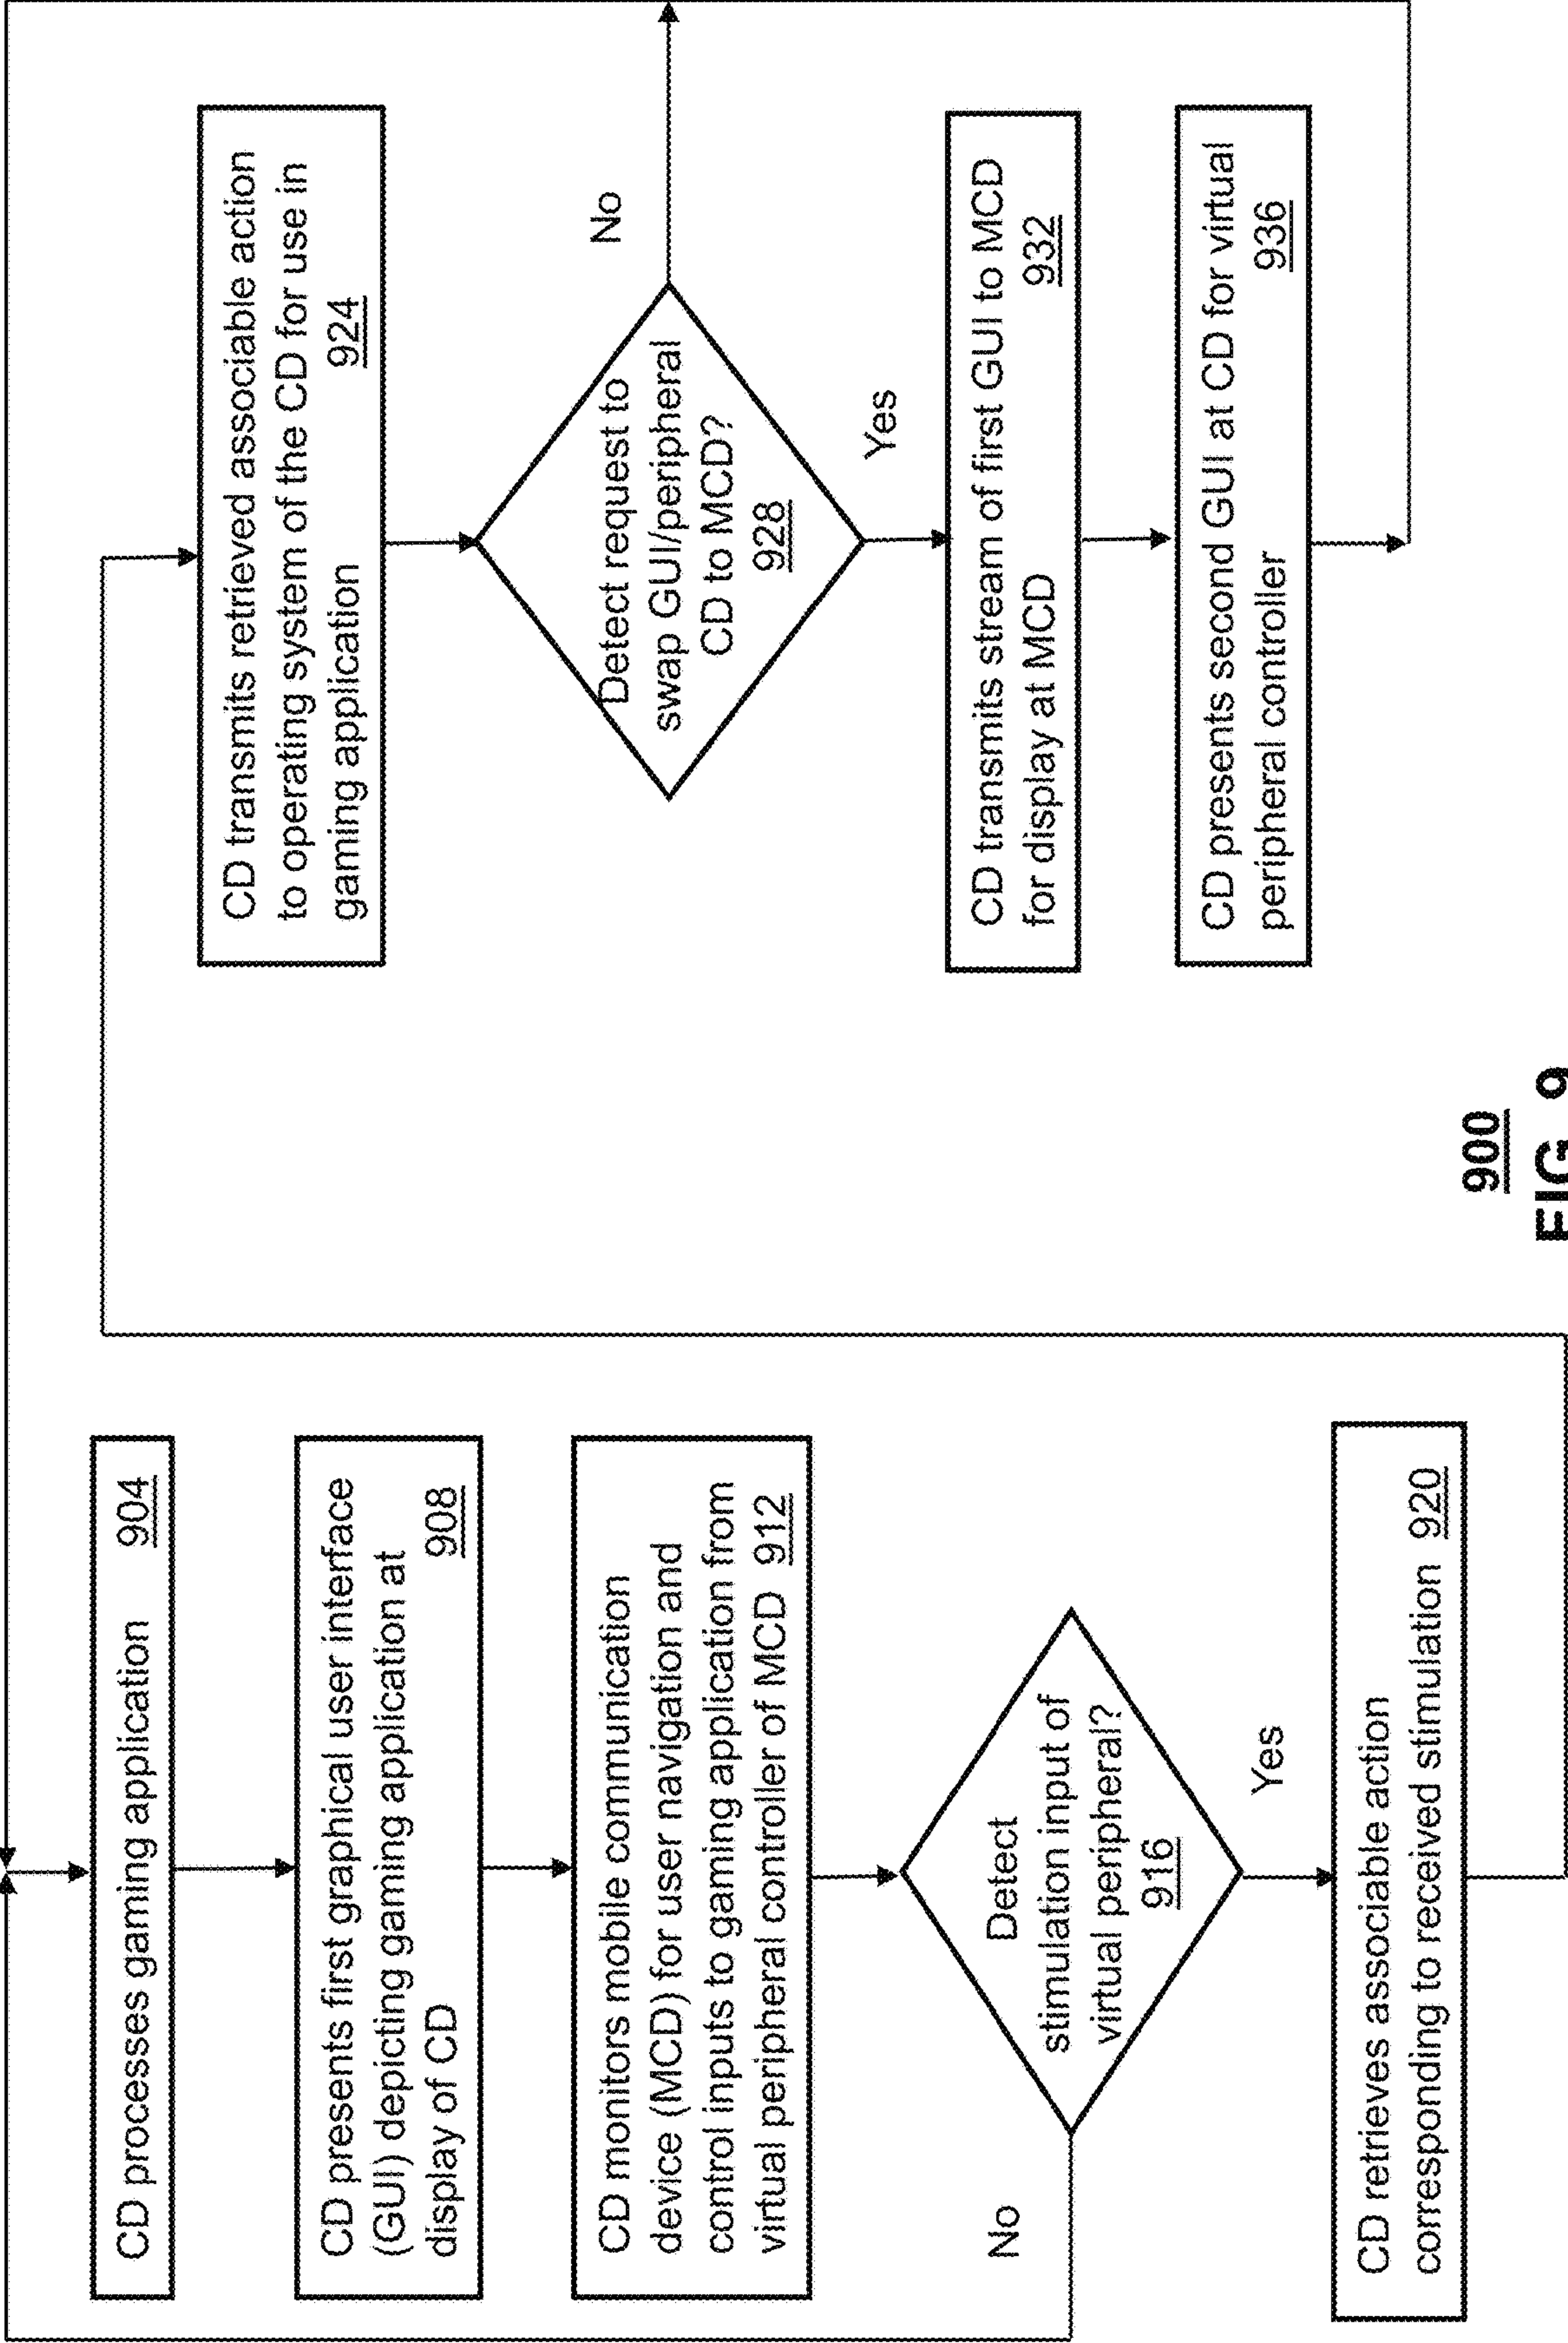 CD processes gaming application 904
CD presents first graphical user interface
(GUI) depicting gaming application at
display of CD 908
CD monitors mobile communication
device (MCD) for user navigation and
control inputs to gaming application from
virtual peripheral controller of MCD 912
Detect
stimulation input of
virtual peripheral?
916
No
Yes
CD retrieves associable action
corresponding to received stimulation 920
CD transmits retrieved associable action
to operating system of the CD for use in
gaming application 924
Detect request to
swap GUI/peripheral
CD to MCD?
928
No
Yes
CD transmits stream of first GUI to MCD
for display at MCD 932
CD presents second GUI at CD for virtual
peripheral controller 936
900
FIG. 9